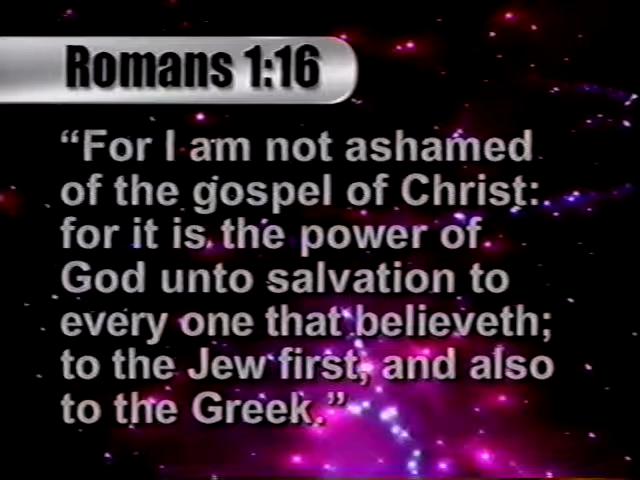 Romans 1:16
“For I am not ashamed
of the gospel of Christ:
for it is the power of
God unto salvation to
every one that believeth;
to the Jew first, and also
to the Greek.”